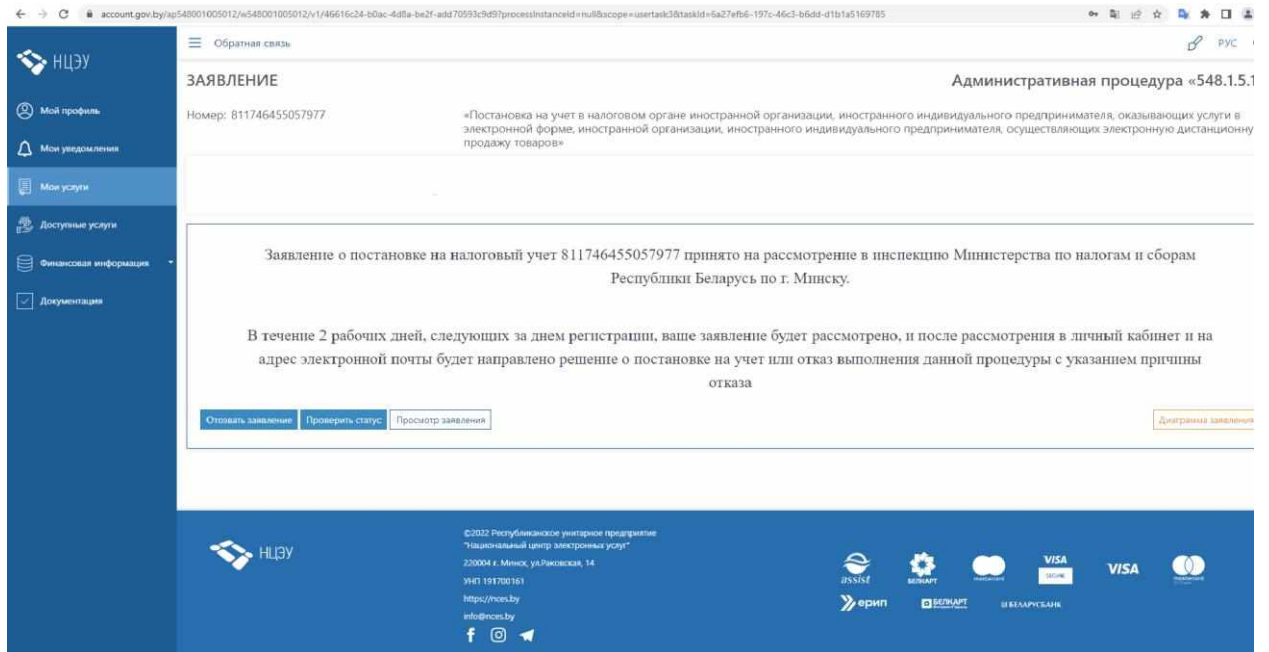 account.gov.by/ap548001005012/w548001005012/v1/46616c24-b0ac-4d8a-be2f-add70593c9d9?processInstanceId=null&scope=usertask3&taskId=6a27efb6-197c-46c3-b6dd-d1b1a5169785
НЦЭУ
Обратная связь
РУС
ЗАЯВЛЕНИЕ
Административная процедура «548.1.5.1
Мой профиль
Мои уведомления
Мои услуги
Доступные услуги
Финансовая информация
Документация
Номер: 811746455057977
«Постановка на учет в налоговом органе иностранной организации, иностранного индивидуального предпринимателя, оказывающих услуги в
электронной форме, иностранной организации, иностранного индивидуального предпринимателя, осуществляющих электронную дистанционну
продажу товаров»
Заявление о постановке на налоговый учет 811746455057977 принято на рассмотрение в инспекцию Министерства по налогам и сборам
Республики Беларусь по г. Минску.
В течение 2 рабочих дней, следующих за днем регистрации, ваше заявление будет рассмотрено, и после рассмотрения в личный кабинет и на
адрес электронной почты будет направлено решение о постановке на учет или отказ выполнения данной процедуры с указанием причины
отказа
Отозвать заявление
Проверить статус
Просмотр заявления
Диаграмма заявления
НЦЭУ
©2022 Республиканское унитарное предприятие
"Национальный центр электронных услуг"
220004 г. Минск, ул.Раковская, 14
УНП 191700161
https://nces.by
info@nces.by
assist
БЕЛКАРТ
mastercard
VISA
SECURE
VISA
ерип
БЕЛКАРТ
БЕЛАРУСБАНК